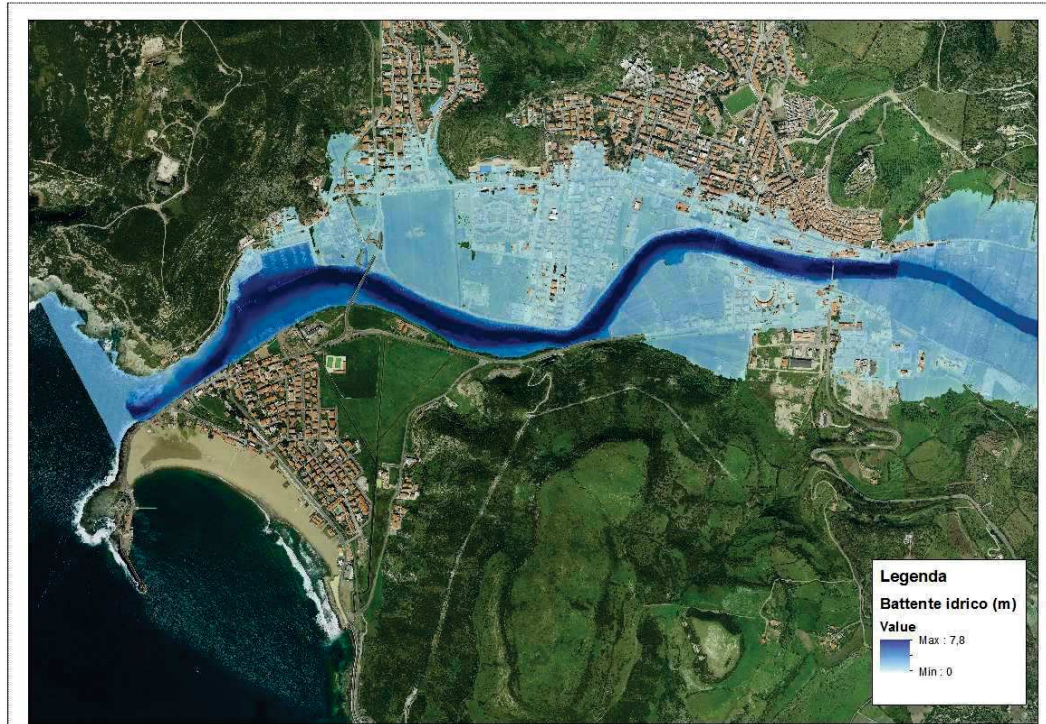 Legenda
Battente idrico (m)
Value
Max : 7,8
Min : 0